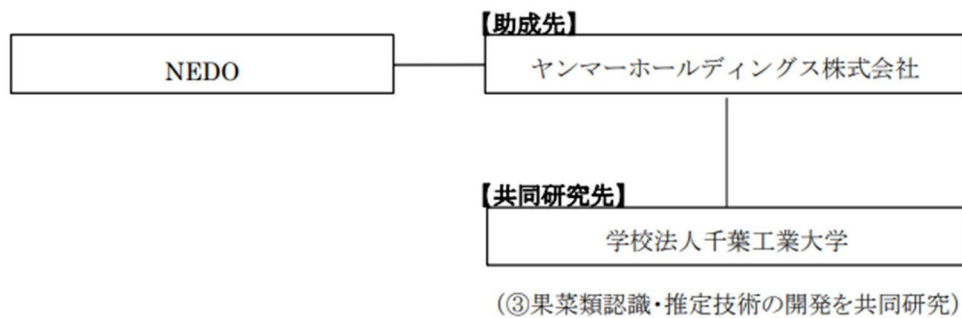 【助成先】
NEDO
ヤンマーホールディングス株式会社
【共同研究先】
学校法人千葉工業大学
(③果菜類認識・推定技術の開発を共同研究)